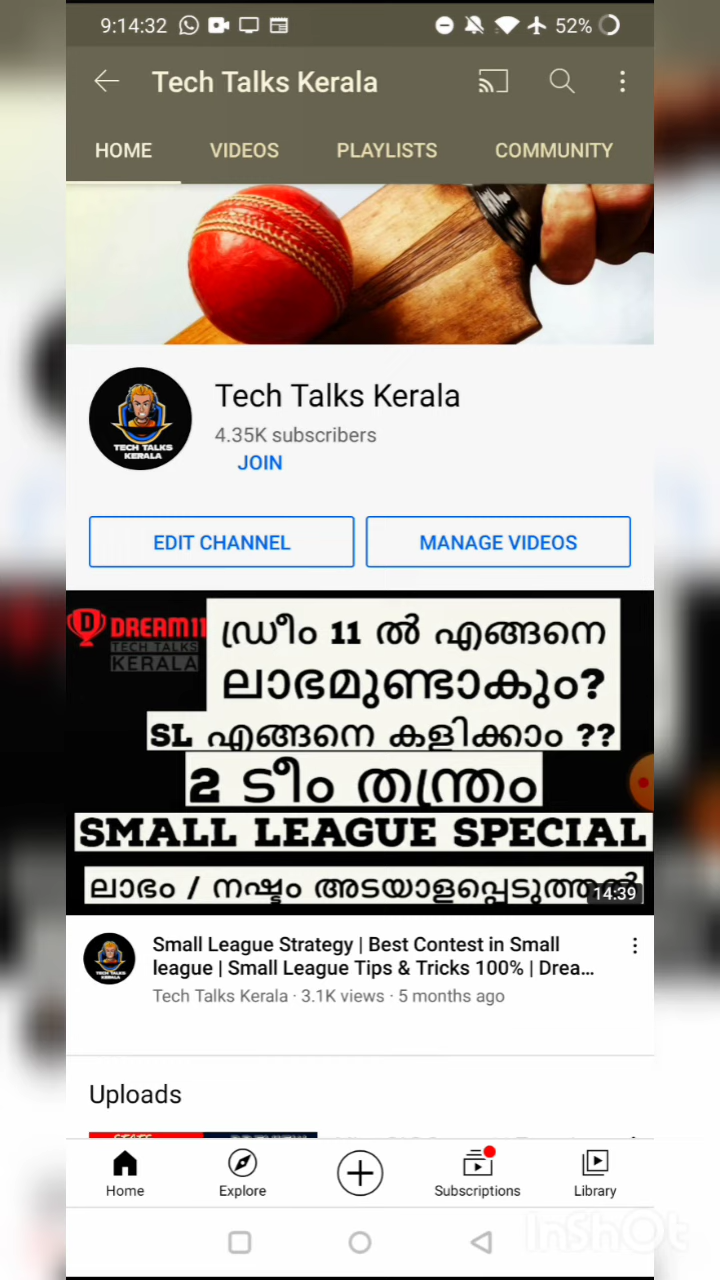 9:14:32
52%
Tech Talks Kerala
HOME VIDEOS PLAYLISTS COMMUNITY
TECH TALKS
KERALA
Tech Talks Kerala
4.35K subscribers
JOIN
EDIT CHANNEL MANAGE VIDEOS
DREAM11
TECH TALKS
KERALA
ഡ്രീം 11 ൽ എങ്ങനെ
ലാഭമുണ്ടാകും?
SL എങ്ങനെ കളിക്കാം ??
2 ടീം തന്ത്രം
SMALL LEAGUE SPECIAL
ലാഭം / നഷ്ടം അടയാളപ്പെടുത്തൽ
14:39
Small League Strategy | Best Contest in Small
league | Small League Tips & Tricks 100% | Drea...
Tech Talks Kerala · 3.1K views · 5 months ago
Uploads
Home Explore Subscriptions Library
InShOt